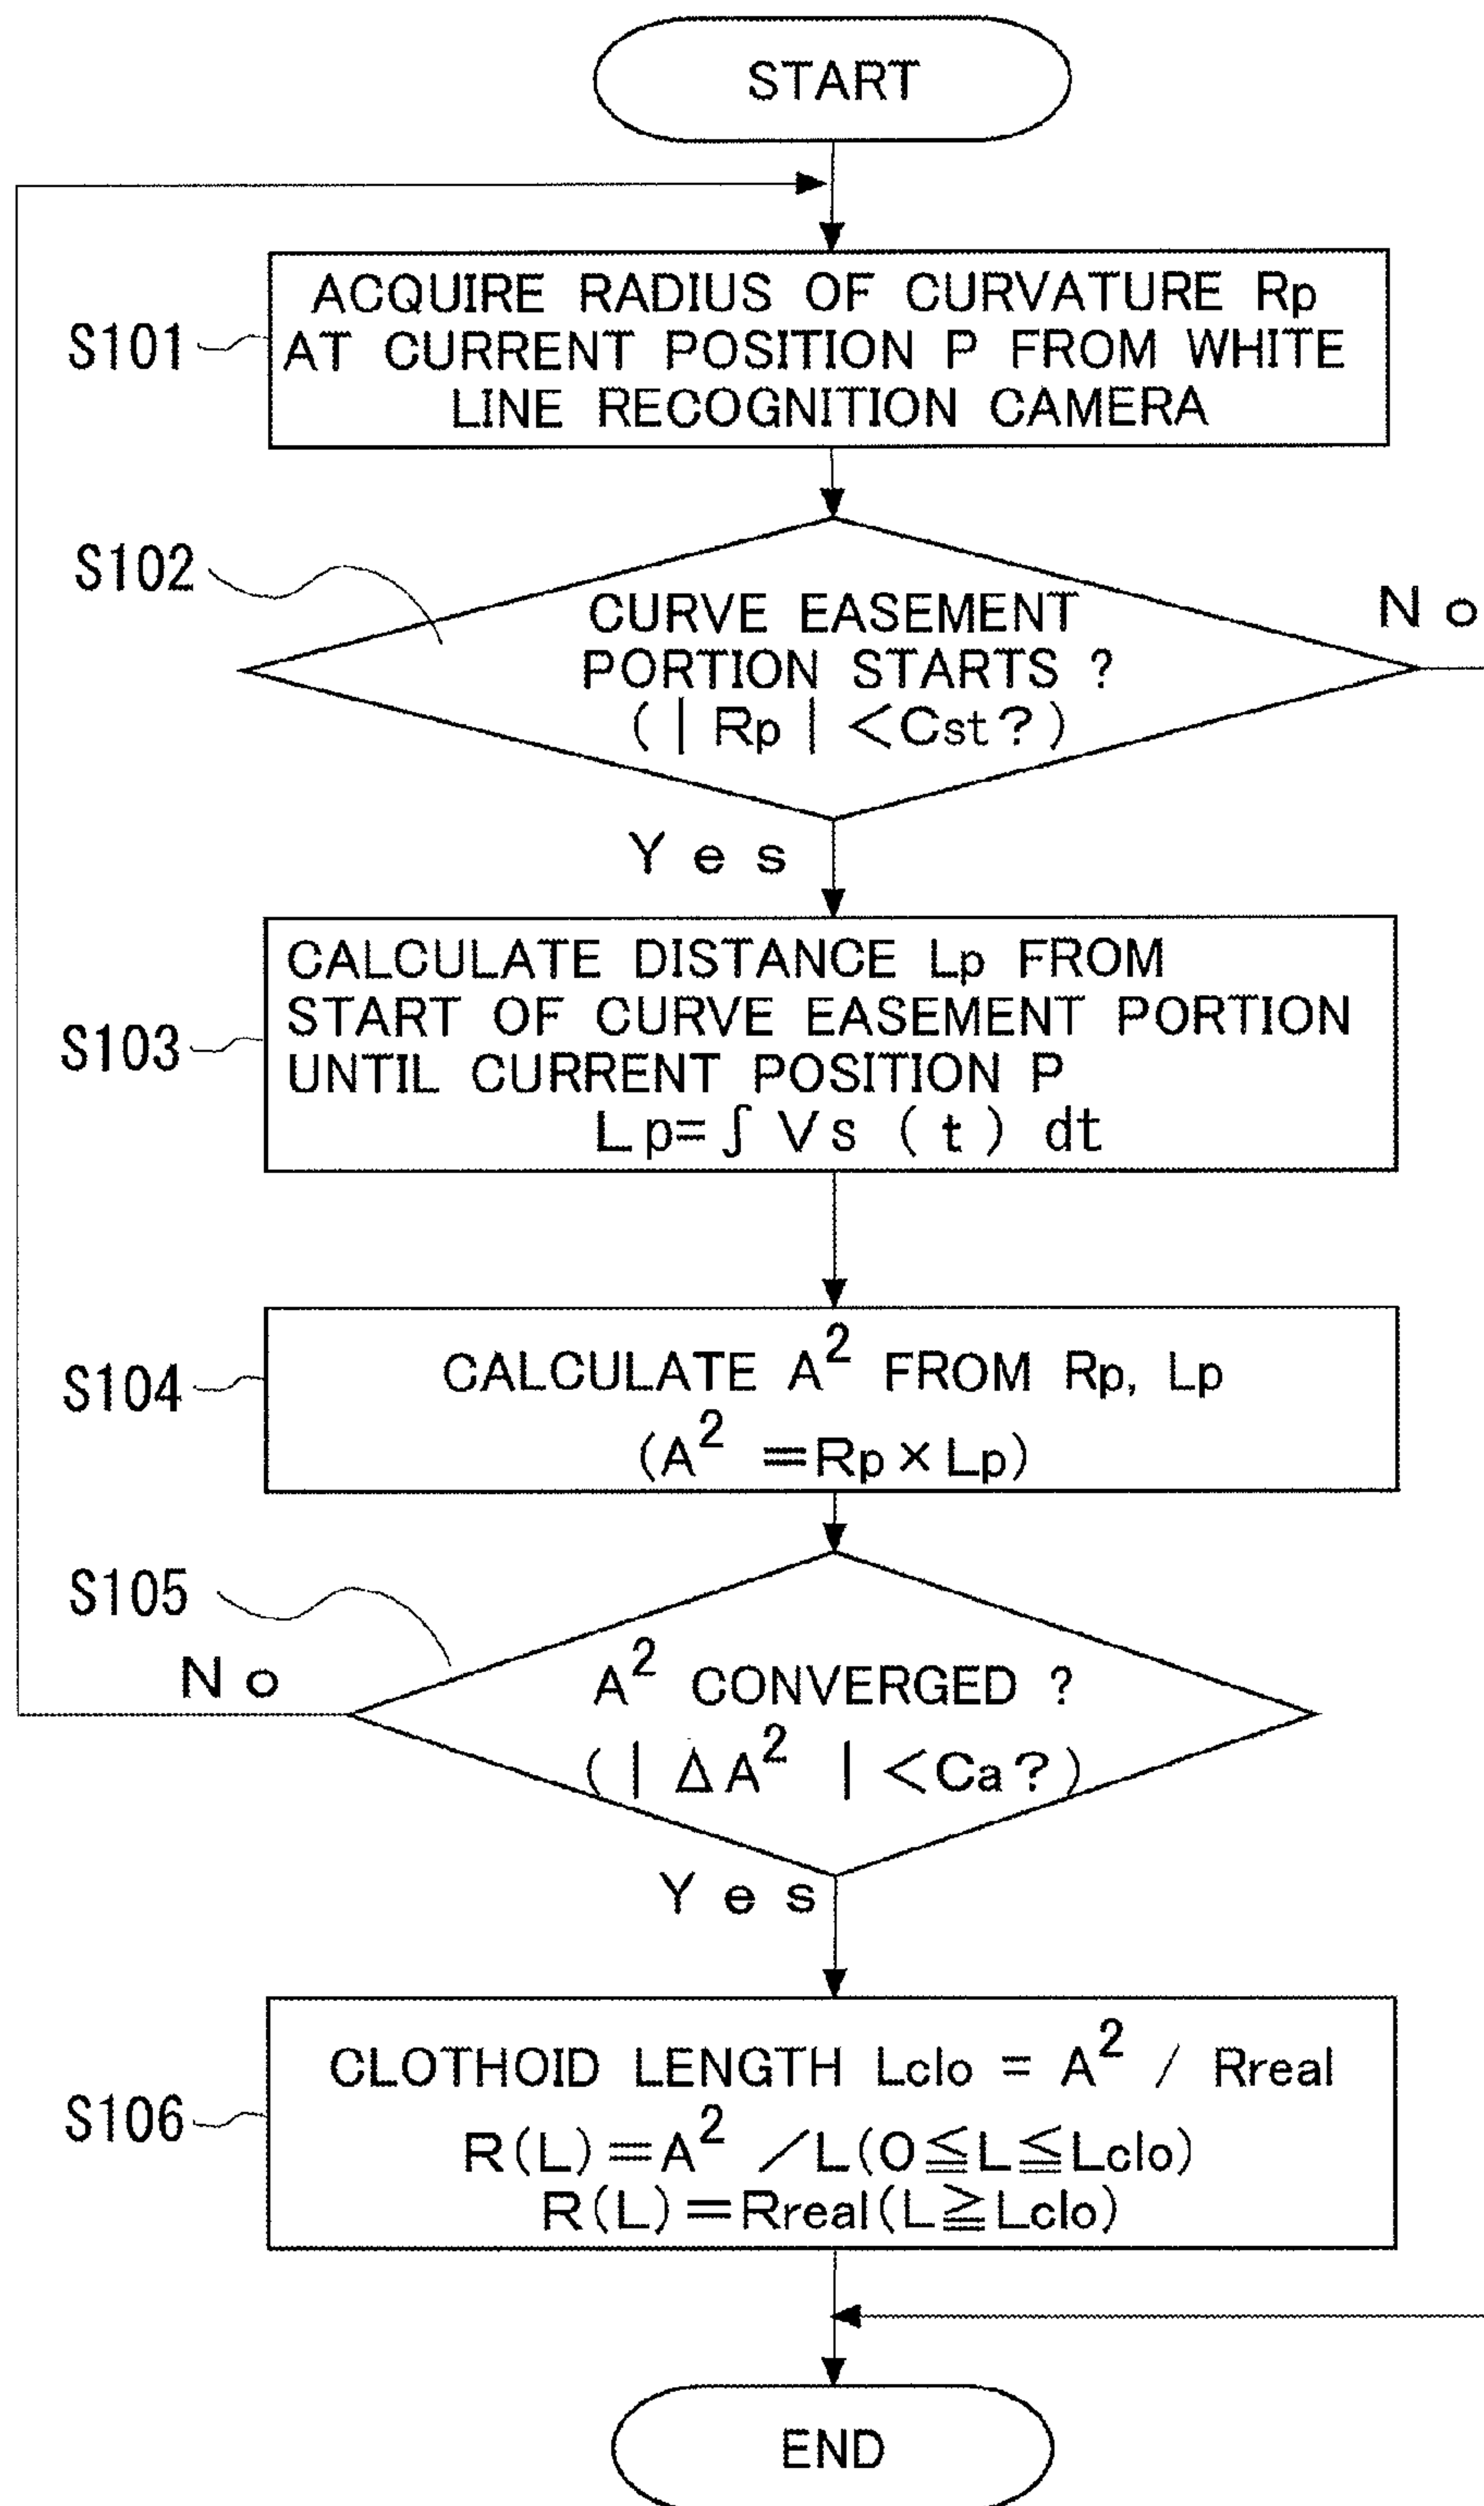 START
S101
ACQUIRE RADIUS OF CURVATURE Rp
AT CURRENT POSITION P FROM WHITE
LINE RECOGNITION CAMERA
S102
CURVE EASEMENT
PORTION STARTS ?
( | Rp | <Cst? )
No
Yes
S103
CALCULATE DISTANCE Lp FROM
START OF CURVE EASEMENT PORTION
UNTIL CURRENT POSITION P
Lp=∫Vs (t) dt
S104
CALCULATE A² FROM Rp, Lp
(A² =Rp×Lp)
S105
A² CONVERGED ?
( | ΔA² | <Ca? )
No
Yes
S106
CLOTHOID LENGTH Lclo = A² / Rreal
R(L)=A² /L(0≦L≦Lclo)
R(L)=Rreal(L≧Lclo)
END